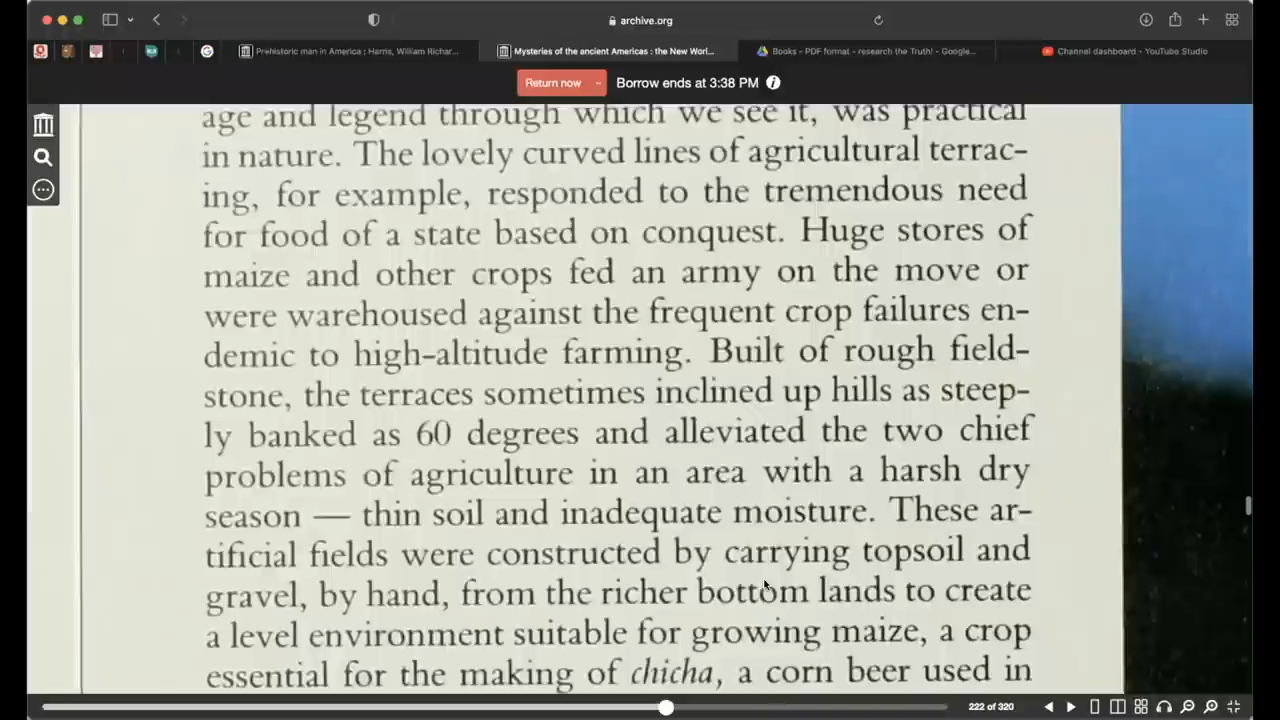 archive.org
Prehistoric man in America : Harris, William Richar...
Mysteries of the ancient Americas : the New Worl...
Books - PDF format - research the Truth! - Google...
Channel dashboard - YouTube Studio
Return now
Borrow ends at 3:38 PM
age and legend through which we see it, was practical
in nature. The lovely curved lines of agricultural terrac-
ing, for example, responded to the tremendous need
for food of a state based on conquest. Huge stores of
maize and other crops fed an army on the move or
were warehoused against the frequent crop failures en-
demic to high-altitude farming. Built of rough field-
stone, the terraces sometimes inclined up hills as steep-
ly banked as 60 degrees and alleviated the two chief
problems of agriculture in an area with a harsh dry
season — thin soil and inadequate moisture. These ar-
tificial fields were constructed by carrying topsoil and
gravel, by hand, from the richer bottom lands to create
a level environment suitable for growing maize, a crop
essential for the making of chicha, a corn beer used in
222 of 320